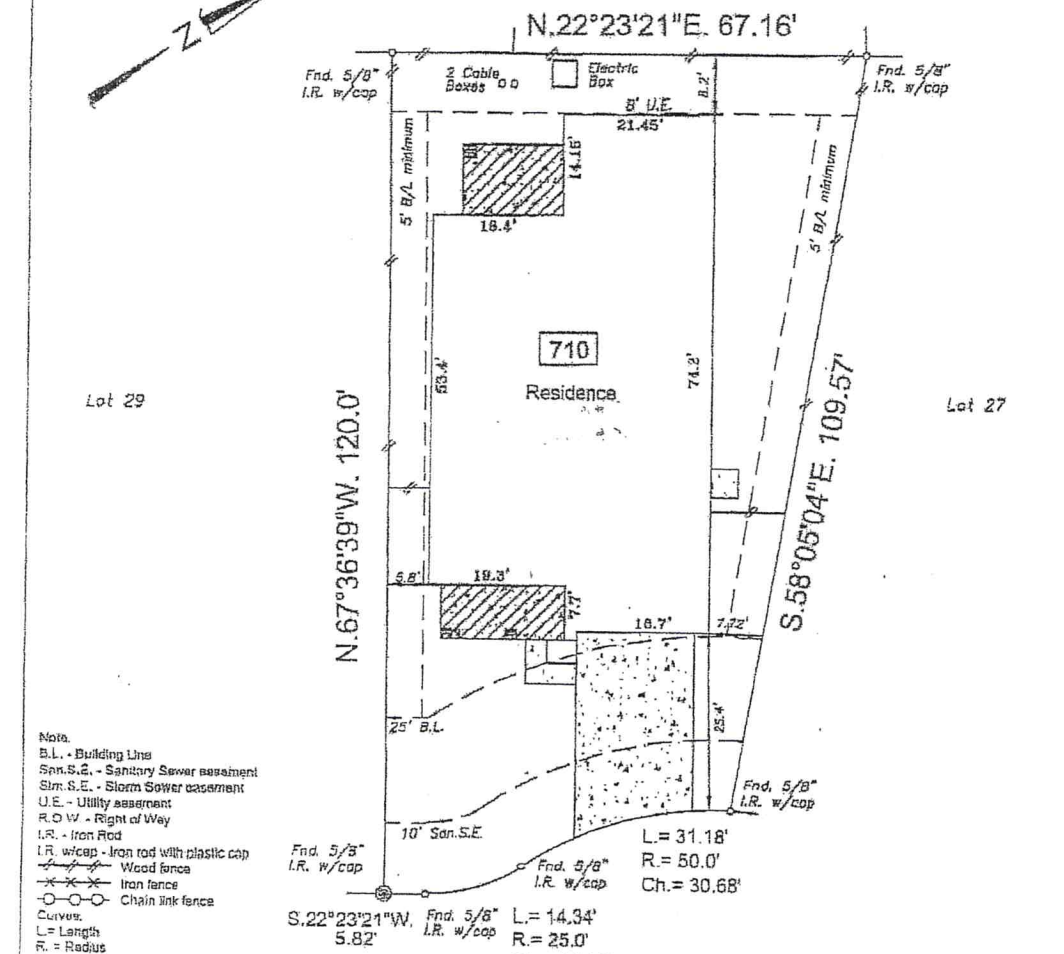 Z
N.22°23'21"E. 67.16'
Fnd. 5/8"
I.R. w/cap
2 Cable
Boxes
Electric
Box
8.2'
Fnd. 5/8"
I.R. w/cap
8' U.E.
21.45'
5' B/L minimum
14.16'
18.4'
5' B/L minimum
710
Residence
53.4'
74.2'
Lot 29
Lot 27
N.67°36'39"W. 120.0'
S.58°05'04"E. 109.57'
5.8'
19.3'
7.7'
16.7'
7.72'
25' B.L.
25.4'
Note.
B.L. - Building Line
San.S.E. - Sanitary Sewer easement
Stm.S.E. - Storm Sewer easement
U.E - Utility easement
R.O.W. - Right of Way
I.R. - Iron Rod
I.R. w/cap - Iron rod with plastic cap
Wood fence
Iron fence
Chain link fence
Curves.
L= Length
R. = Radius
10' San.S.E.
Fnd. 5/8"
I.R. w/cap
L.= 31.18'
R.= 50.0'
Ch.= 30.68'
Fnd. 5/8"
I.R. w/cap
Fnd. 5/8"
I.R. w/cap
S.22°23'21"W.
5.82'
Fnd. 5/8"
I.R. w/cap
L.= 14.34'
R.= 25.0'